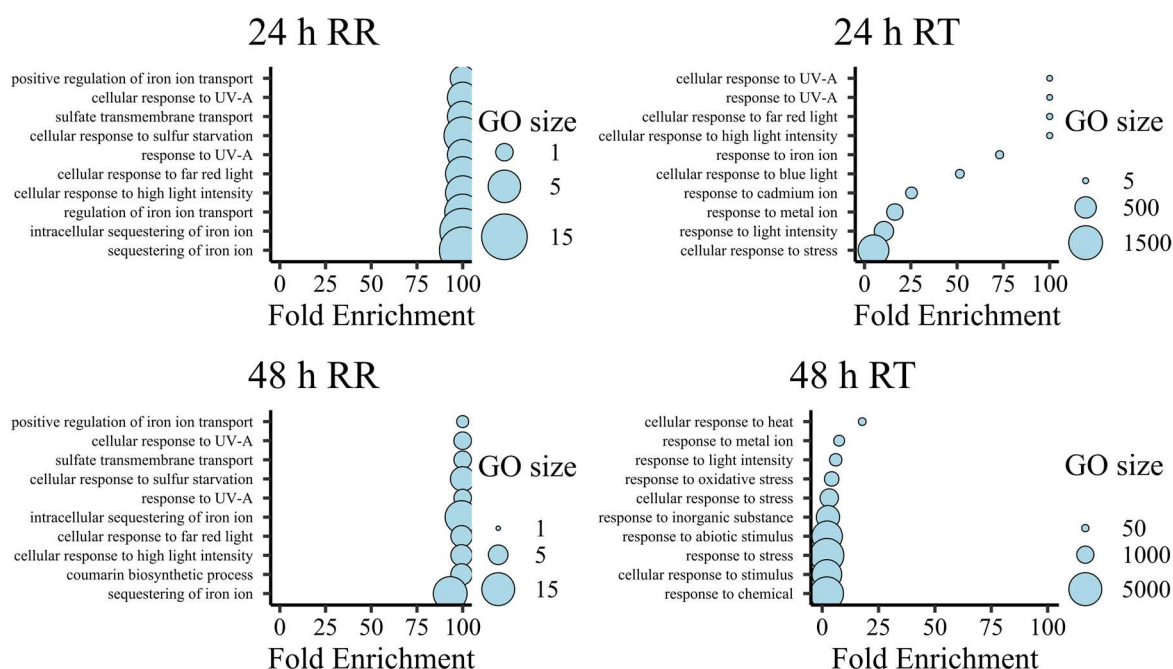 24 h RR
positive regulation of iron ion transport
cellular response to UV-A
sulfate transmembrane transport
cellular response to sulfur starvation
response to UV-A
cellular response to far red light
cellular response to high light intensity
regulation of iron ion transport
intracellular sequestering of iron ion
sequestering of iron ion
0 25 50 75 100
Fold Enrichment
GO size
1
5
15
24 h RT
cellular response to UV-A
response to UV-A
cellular response to far red light
cellular response to high light intensity
response to iron ion
cellular response to blue light
response to cadmium ion
response to metal ion
response to light intensity
cellular response to stress
0 25 50 75 100
Fold Enrichment
GO size
5
500
1500
48 h RR
positive regulation of iron ion transport
cellular response to UV-A
sulfate transmembrane transport
cellular response to sulfur starvation
response to UV-A
intracellular sequestering of iron ion
cellular response to far red light
cellular response to high light intensity
coumarin biosynthetic process
sequestering of iron ion
0 25 50 75 100
Fold Enrichment
GO size
1
5
15
48 h RT
cellular response to heat
response to metal ion
response to light intensity
response to oxidative stress
cellular response to stress
response to inorganic substance
response to abiotic stimulus
response to stress
cellular response to stimulus
response to chemical
0 25 50 75 100
Fold Enrichment
GO size
50
1000
5000